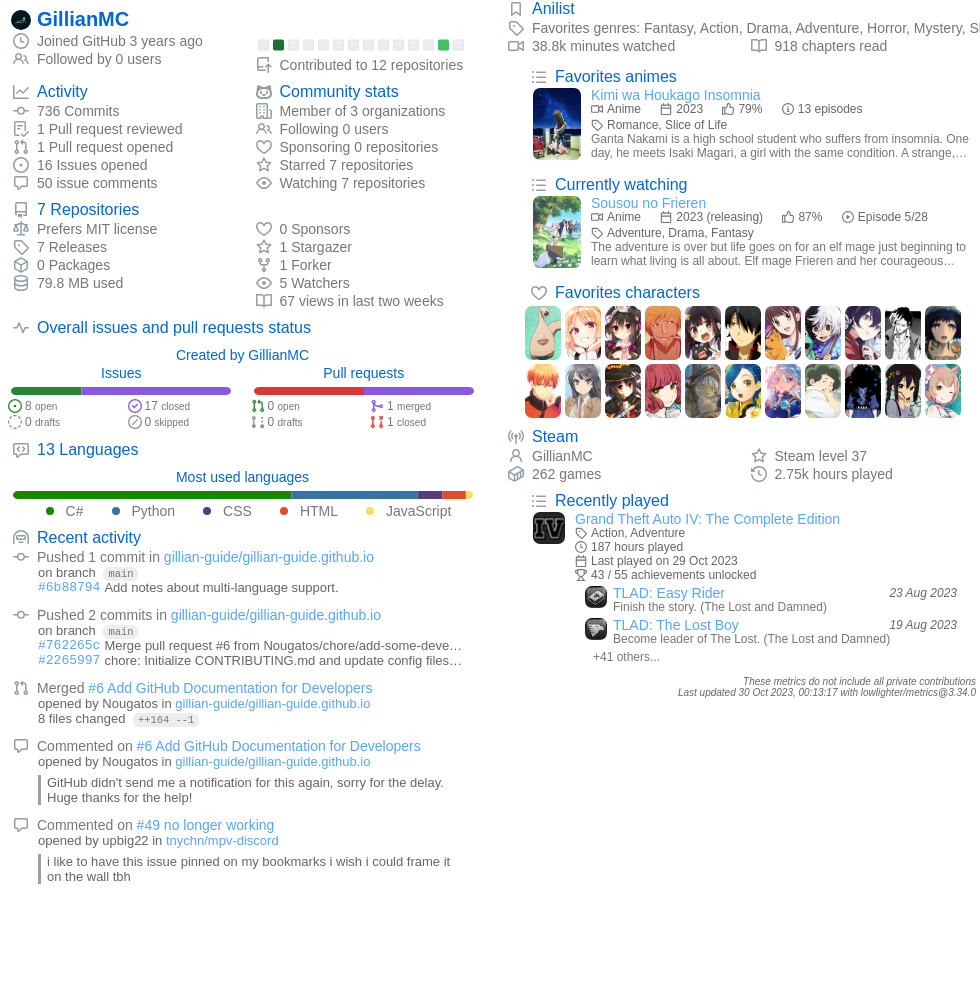 GillianMC
Joined GitHub 3 years ago
Followed by 0 users
Contributed to 12 repositories
Activity
736 Commits
1 Pull request reviewed
1 Pull request opened
16 Issues opened
50 issue comments
Community stats
Member of 3 organizations
Following 0 users
Sponsoring 0 repositories
Starred 7 repositories
Watching 7 repositories
7 Repositories
Prefers MIT license
7 Releases
0 Packages
79.8 MB used
0 Sponsors
1 Stargazer
1 Forker
5 Watchers
67 views in last two weeks
Overall issues and pull requests status
Created by GillianMC
Issues
8 open
17 closed
0 drafts
0 skipped
Pull requests
0 open
1 merged
0 drafts
1 closed
13 Languages
Most used languages
C# Python CSS HTML JavaScript
Recent activity
Pushed 1 commit in gillian-guide/gillian-guide.github.io
on branch main
#6b88794 Add notes about multi-language support.
Pushed 2 commits in gillian-guide/gillian-guide.github.io
on branch main
#762265c Merge pull request #6 from Nougatos/chore/add-some-deve…
#2265997 chore: Initialize CONTRIBUTING.md and update config files…
Merged #6 Add GitHub Documentation for Developers
opened by Nougatos in gillian-guide/gillian-guide.github.io
8 files changed ++164 --1
Commented on #6 Add GitHub Documentation for Developers
opened by Nougatos in gillian-guide/gillian-guide.github.io
GitHub didn't send me a notification for this again, sorry for the delay.
Huge thanks for the help!
Commented on #49 no longer working
opened by upbig22 in tnychn/mpv-discord
i like to have this issue pinned on my bookmarks i wish i could frame it
on the wall tbh
Anilist
Favorites genres: Fantasy, Action, Drama, Adventure, Horror, Mystery, Sl
38.8k minutes watched
918 chapters read
Favorites animes
Kimi wa Houkago Insomnia
Anime 2023 79% 13 episodes
Romance, Slice of Life
Ganta Nakami is a high school student who suffers from insomnia. One
day, he meets Isaki Magari, a girl with the same condition. A strange,…
Currently watching
Sousou no Frieren
Anime 2023 (releasing) 87% Episode 5/28
Adventure, Drama, Fantasy
The adventure is over but life goes on for an elf mage just beginning to
learn what living is all about. Elf mage Frieren and her courageous…
Favorites characters
Steam
GillianMC
Steam level 37
262 games
2.75k hours played
Recently played
IV
Grand Theft Auto IV: The Complete Edition
Action, Adventure
187 hours played
Last played on 29 Oct 2023
43 / 55 achievements unlocked
TLAD: Easy Rider 23 Aug 2023
Finish the story. (The Lost and Damned)
TLAD: The Lost Boy 19 Aug 2023
Become leader of The Lost. (The Lost and Damned)
+41 others...
These metrics do not include all private contributions
Last updated 30 Oct 2023, 00:13:17 with lowlighter/metrics@3.34.0